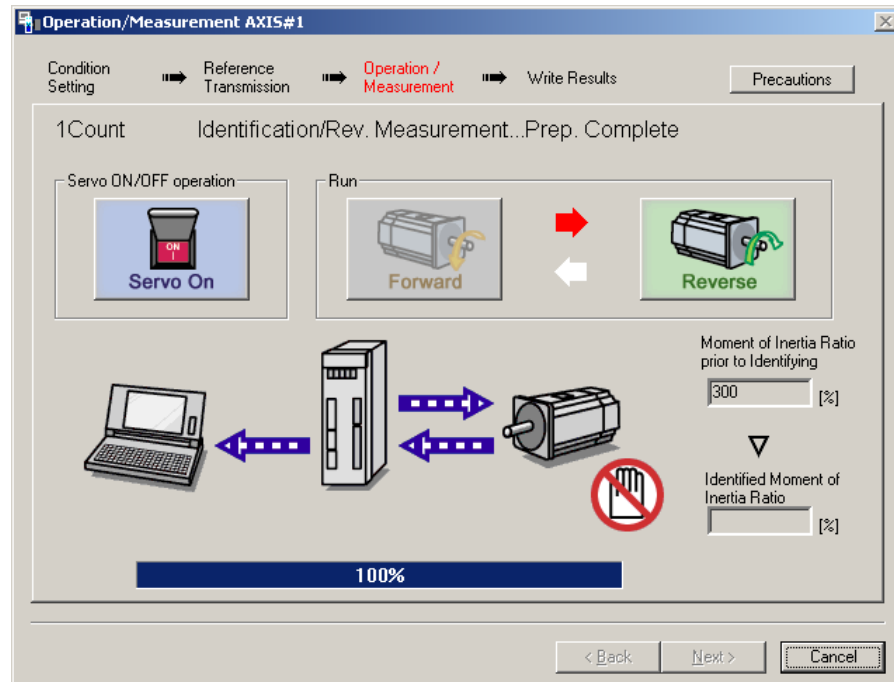 Operation/Measurement AXIS#1
Condition
Setting
Reference
Transmission
Operation /
Measurement
Write Results
Precautions
1Count
Identification/Rev. Measurement...Prep. Complete
Servo ON/OFF operation
Run
ON
I
Servo On
Forward
Reverse
Moment of Inertia Ratio
prior to Identifying
300
[%]
Identified Moment of
Inertia Ratio
[%]
100%
< Back
Next >
Cancel